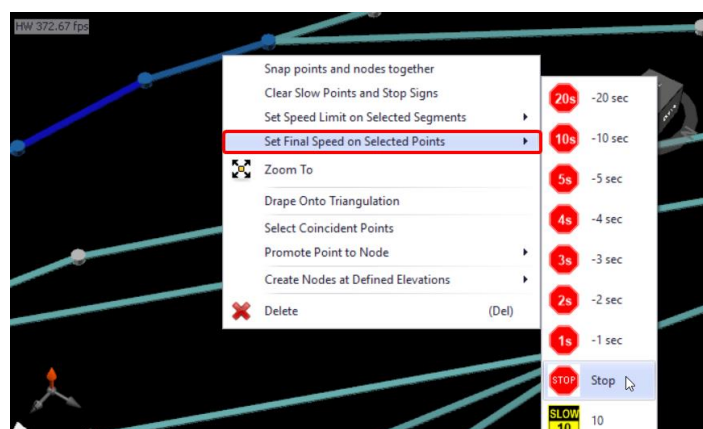 HW 372.67 fps
Snap points and nodes together
Clear Slow Points and Stop Signs
Set Speed Limit on Selected Segments
Set Final Speed on Selected Points
Zoom To
Drape Onto Triangulation
Select Coincident Points
Promote Point to Node
Create Nodes at Defined Elevations
Delete (Del)
20s -20 sec
10s -10 sec
5s -5 sec
4s -4 sec
3s -3 sec
2s -2 sec
1s -1 sec
STOP Stop
SLOW 10
10